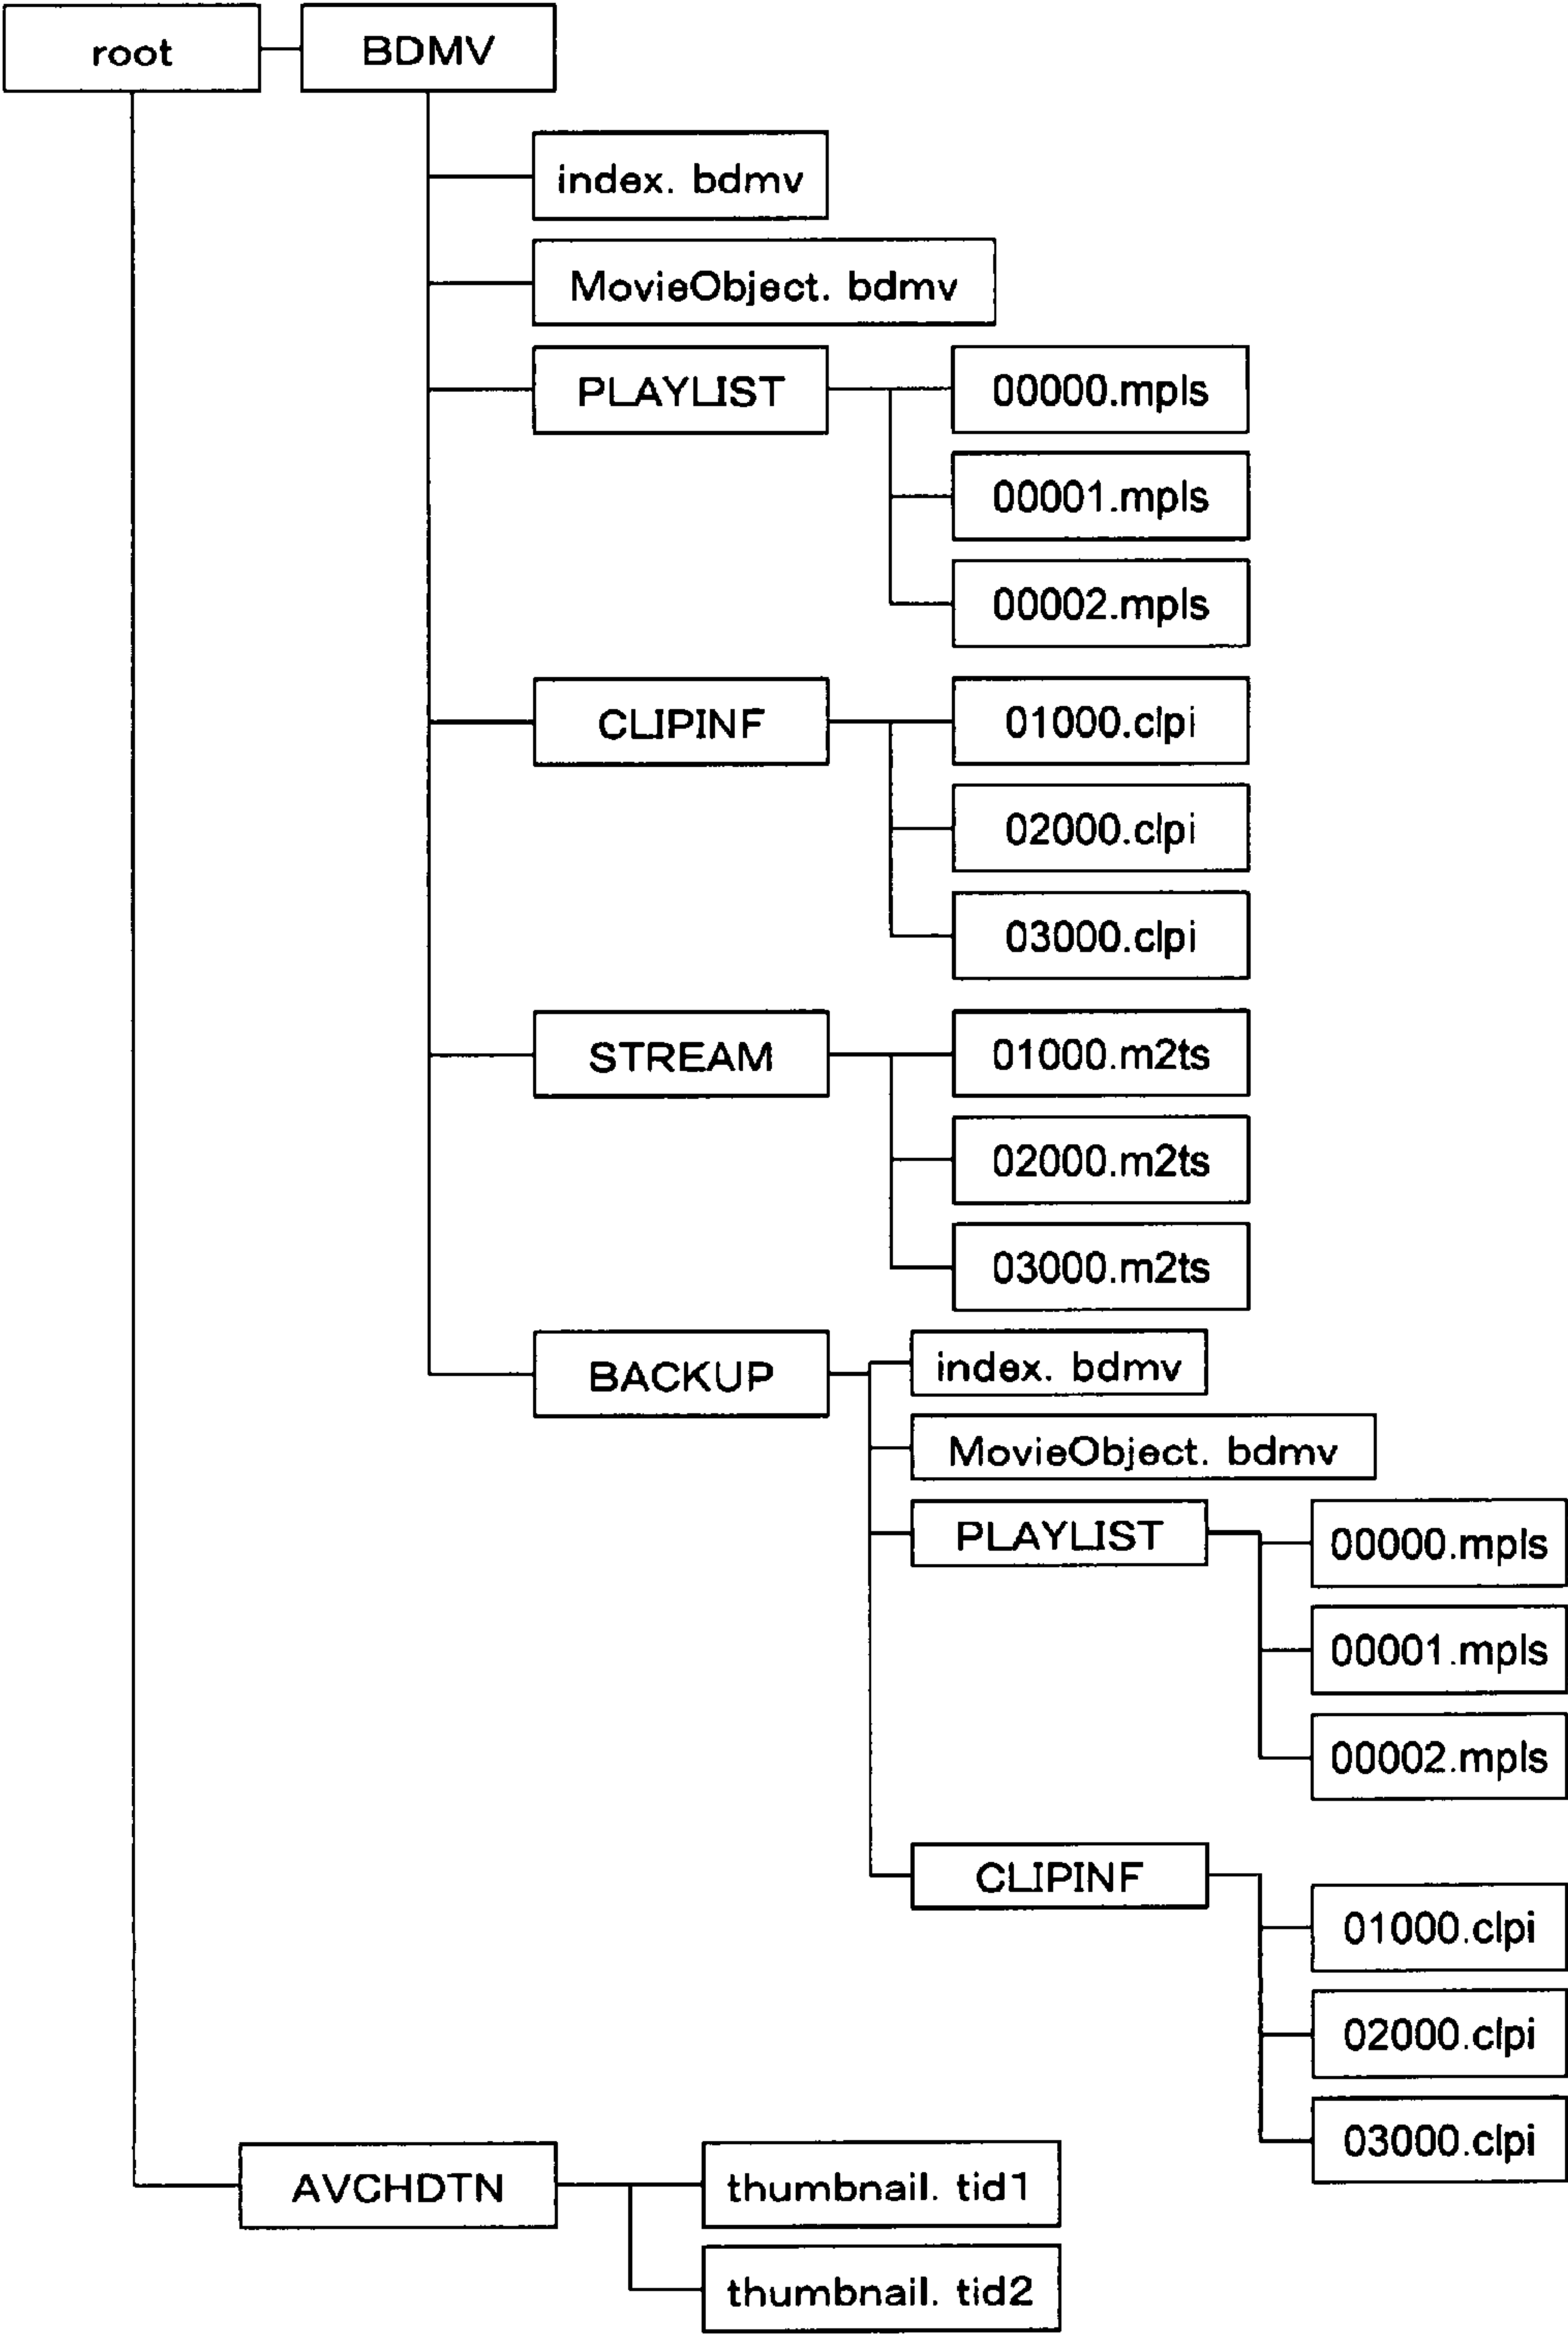 root
BDMV
index. bdmv
MovieObject. bdmv
PLAYLIST
00000.mpls
00001.mpls
00002.mpls
CLIPINF
01000.clpi
02000.clpi
03000.clpi
STREAM
01000.m2ts
02000.m2ts
03000.m2ts
BACKUP
index. bdmv
MovieObject. bdmv
PLAYLIST
00000.mpls
00001.mpls
00002.mpls
CLIPINF
01000.clpi
02000.clpi
03000.clpi
AVCHDTN
thumbnail. tid1
thumbnail. tid2